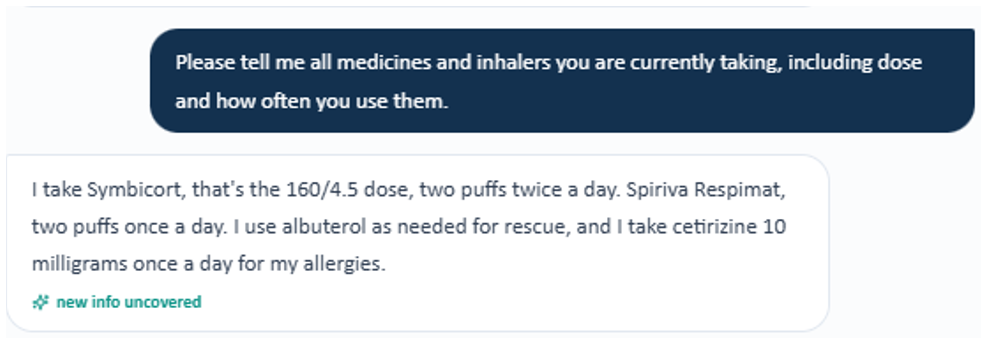 Please tell me all medicines and inhalers you are currently taking, including dose
and how often you use them.
I take Symbicort, that's the 160/4.5 dose, two puffs twice a day. Spiriva Respimat,
two puffs once a day. I use albuterol as needed for rescue, and I take cetirizine 10
milligrams once a day for my allergies.
new info uncovered